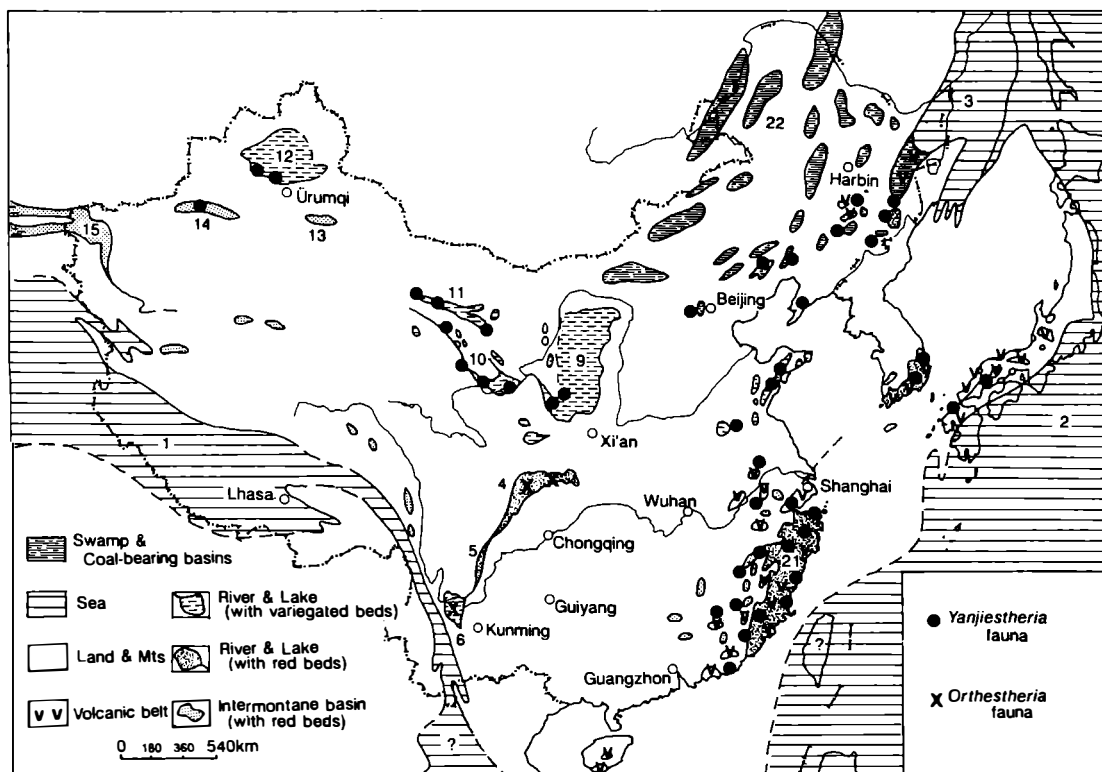 3
22
Harbin
12
Ürumqi
14
13
15
Beijing
11
10
9
2
1
Xi'an
Lhasa
4
Wuhan
Shanghai
5
Chongqing
21
6
Guiyang
Kunming
Guangzhon
?
?
Swamp &
Coal-bearing basins
Sea
River & Lake
(with variegated beds)
Land & Mts
River & Lake
(with red beds)
Volcanic belt
Intermontane basin
(with red beds)
0 180 360 540km
Yanjiestheria
fauna
X Orthestheria
fauna